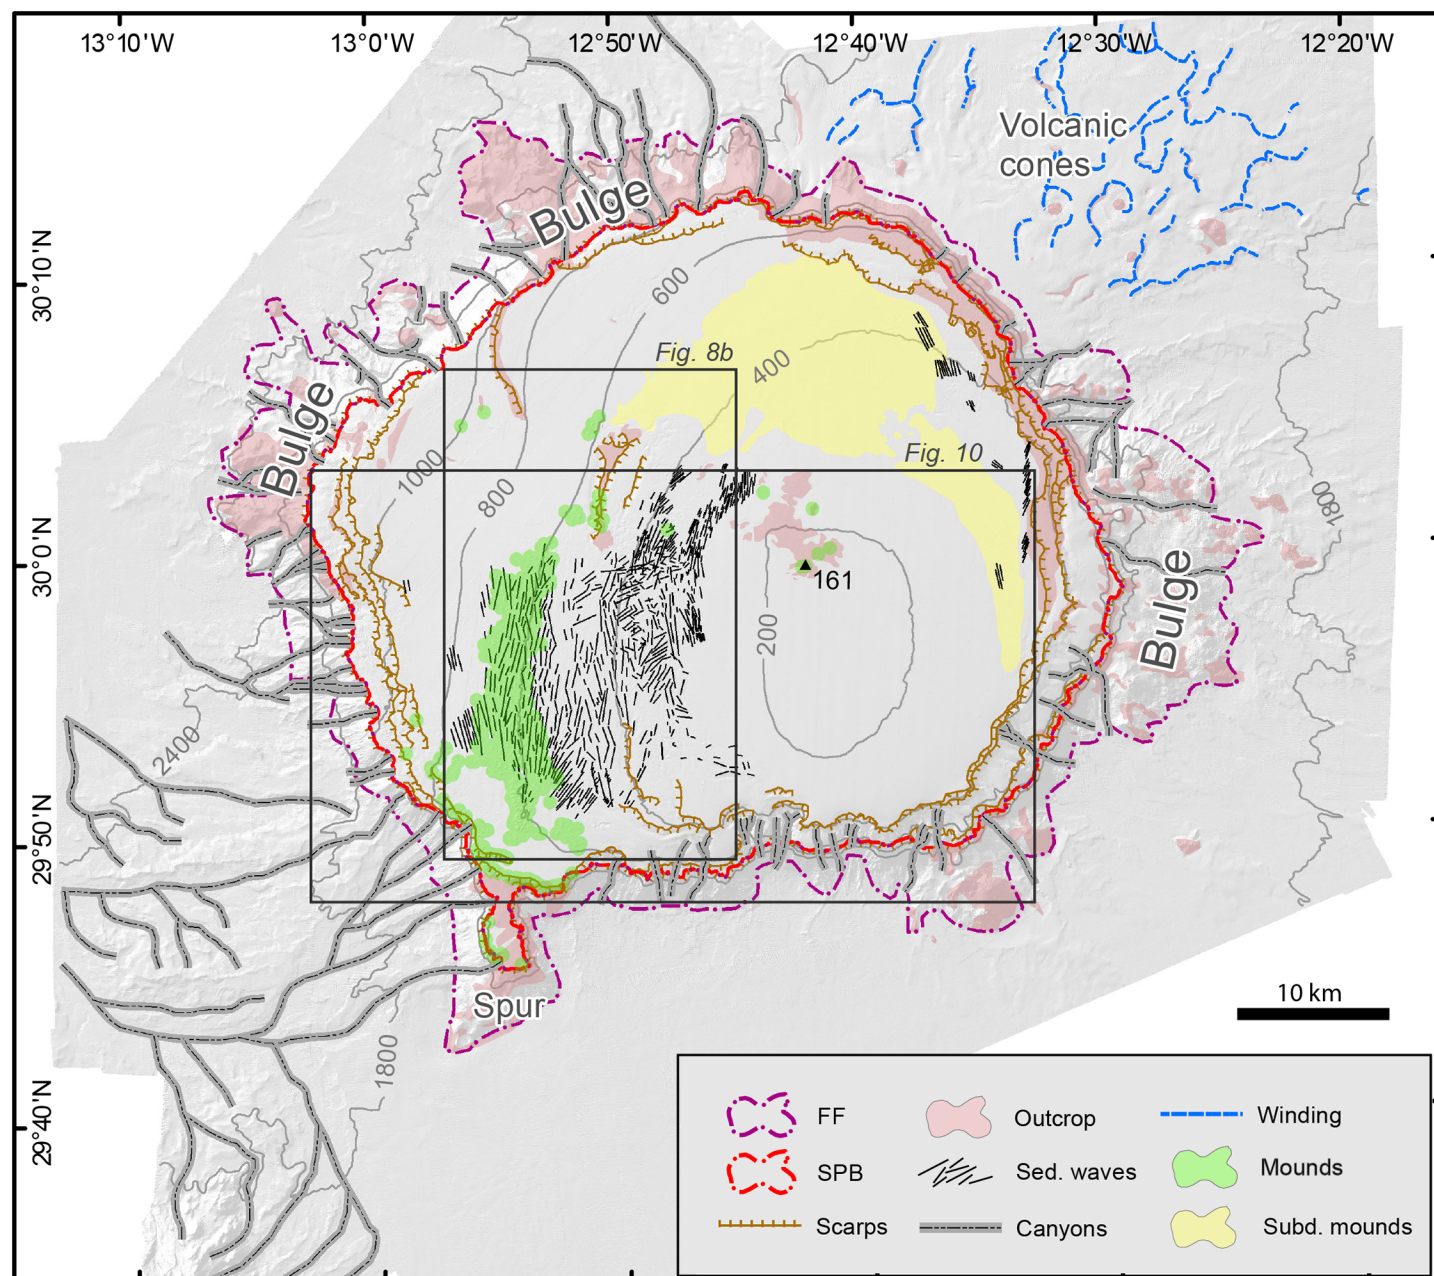 13°10'W 13°0'W 12°50'W 12°40'W 12°30'W 12°20'W
Volcanic
cones
Bulge
30°10'N
600
Fig. 8b
400
Bulge
Fig. 10
1000
800
1800
30°0'N
161
Bulge
200
2400
29°50'N
Spur
10 km
1800
29°40'N
FF
Outcrop
Winding
SPB
Sed. waves
Mounds
Scarps
Canyons
Subd. mounds